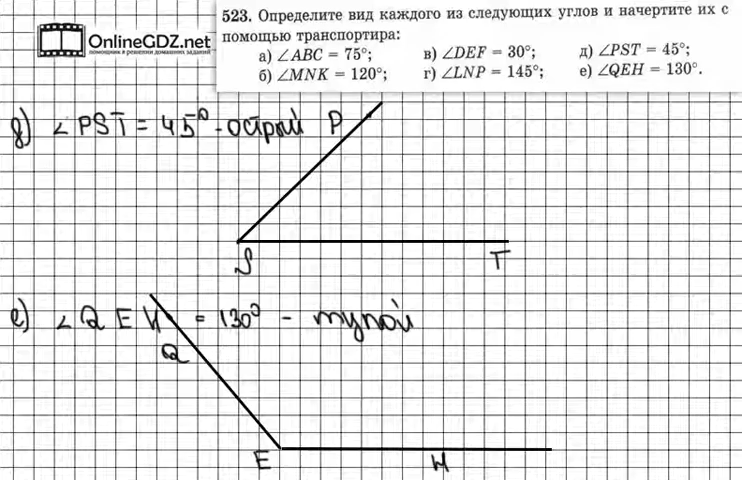 OnlineGDZ.net
помощник в решении домашних заданий
523. Определите вид каждого из следующих углов и начертите их с
помощью транспортира:
а) ∠ABC = 75°; в) ∠DEF = 30°; д) ∠PST = 45°;
б) ∠MNK = 120°; г) ∠LNP = 145°; е) ∠QEH = 130°.
д) ∠PST = 45° - острый P
S T
е) ∠QEH = 130° - тупой
Q
E H